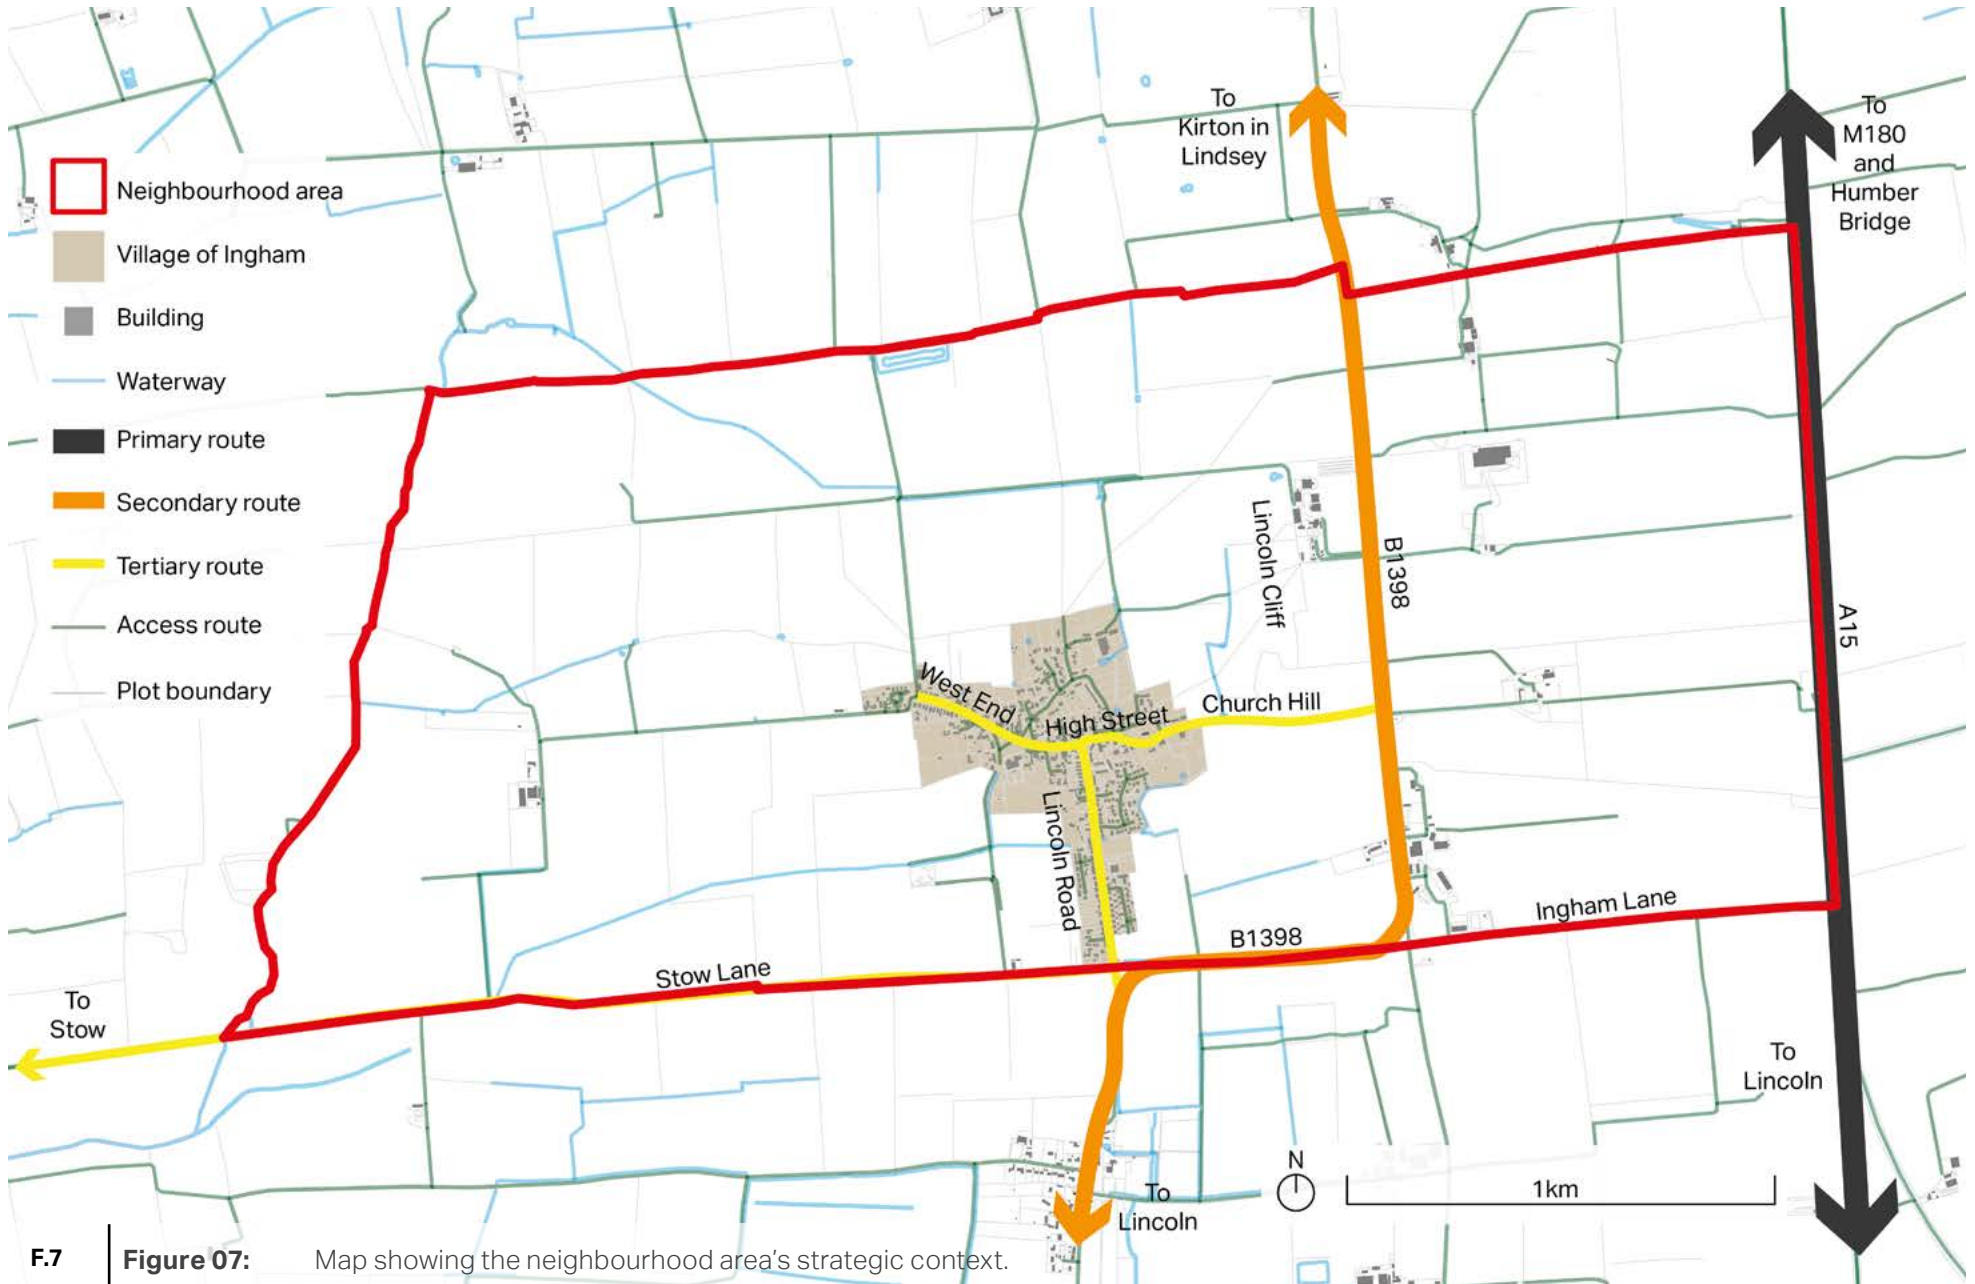 To
Kirton in
Lindsey
To
M180
and
Humber
Bridge
Neighbourhood area
Village of Ingham
Building
Waterway
Primary route
Secondary route
Tertiary route
Access route
Plot boundary
Lincoln Cliff
B1398
A15
West End
High Street
Church Hill
Lincoln Road
Ingham Lane
B1398
Stow Lane
To
Stow
To
Lincoln
N
1km
To
Lincoln
F.7
Figure 07: Map showing the neighbourhood area's strategic context.